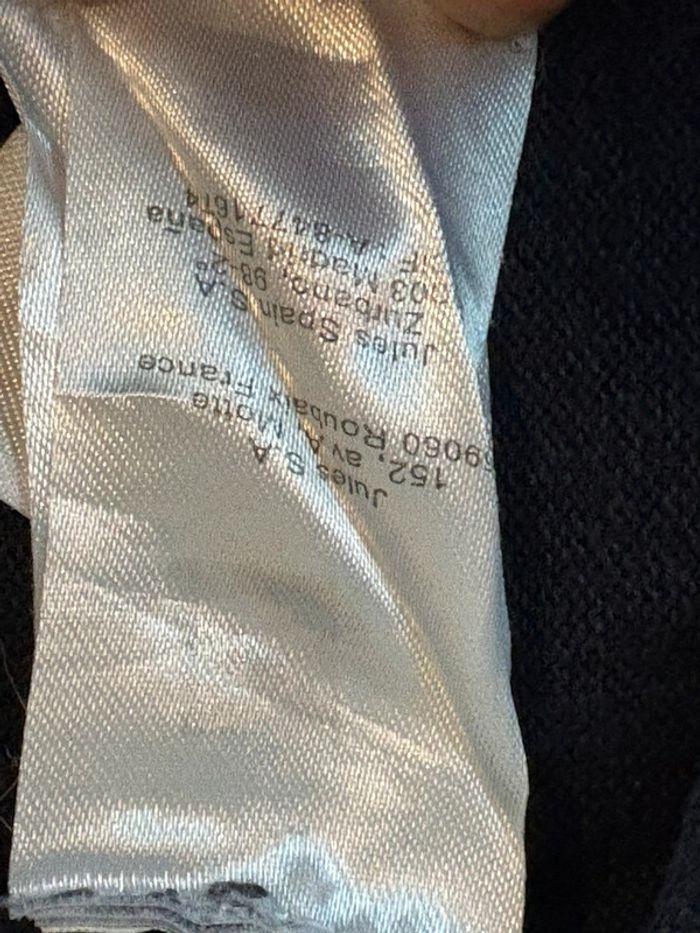 Jules S.A
152, av. A Motte
59060 Roubaix France
Jules Spain S.A
Zurbano, 98-2º
003 Madrid España
IF : A-84771614